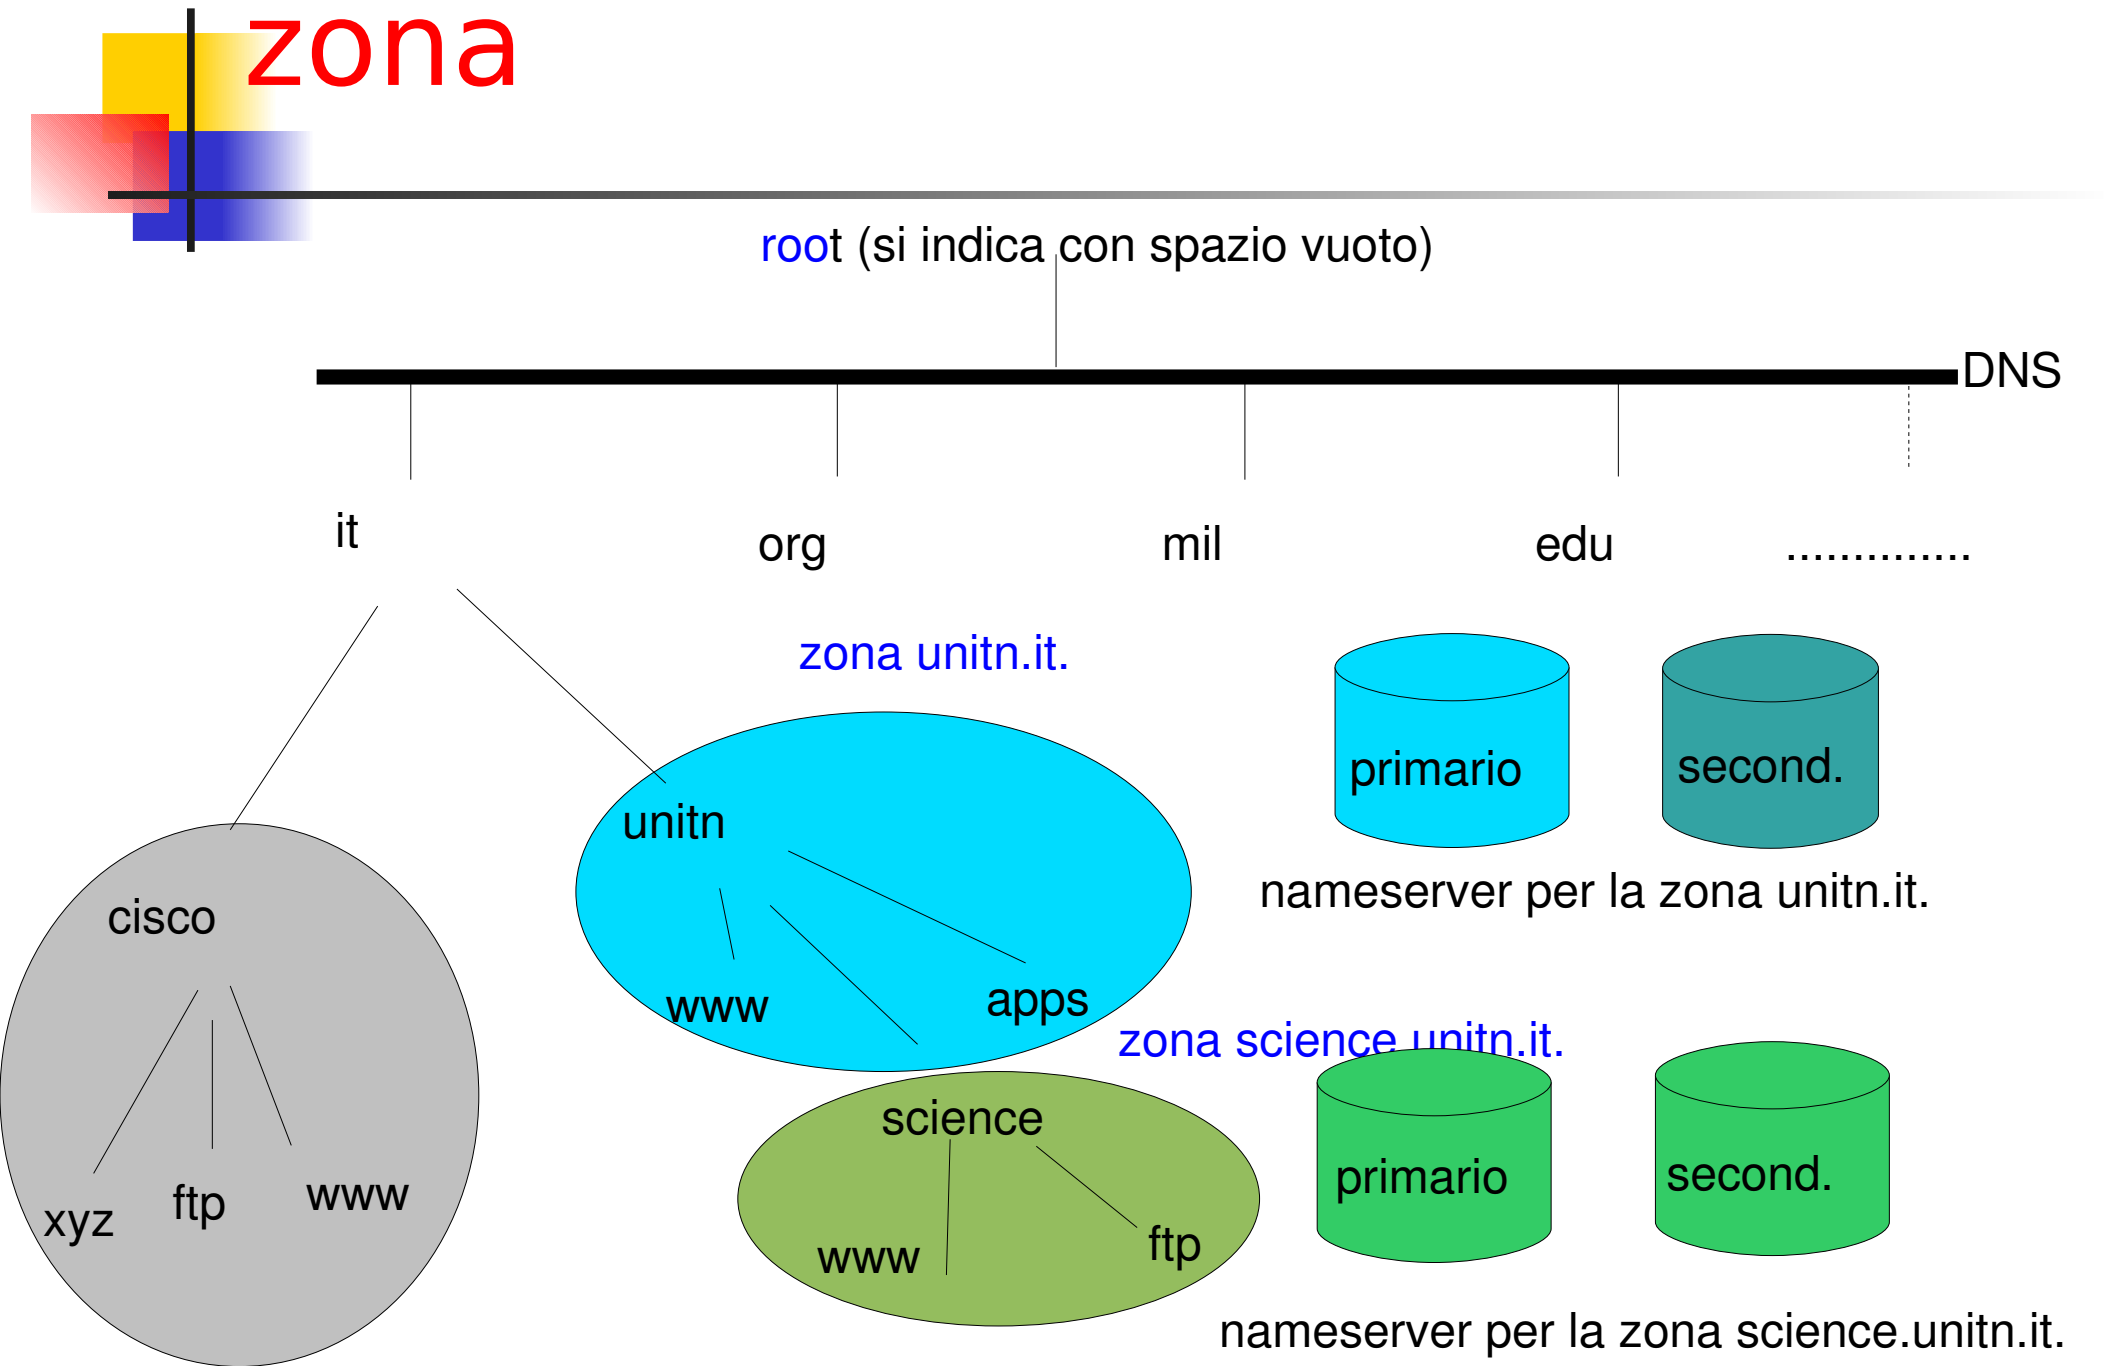 zona
root (si indica con spazio vuoto)
DNS
it
org
mil
edu
..............
zona unitn.it.
primario
second.
unitn
nameserver per la zona unitn.it.
cisco
www
apps
zona science.unitn.it.
science
primario
second.
xyz
ftp
www
www
ftp
nameserver per la zona science.unitn.it.